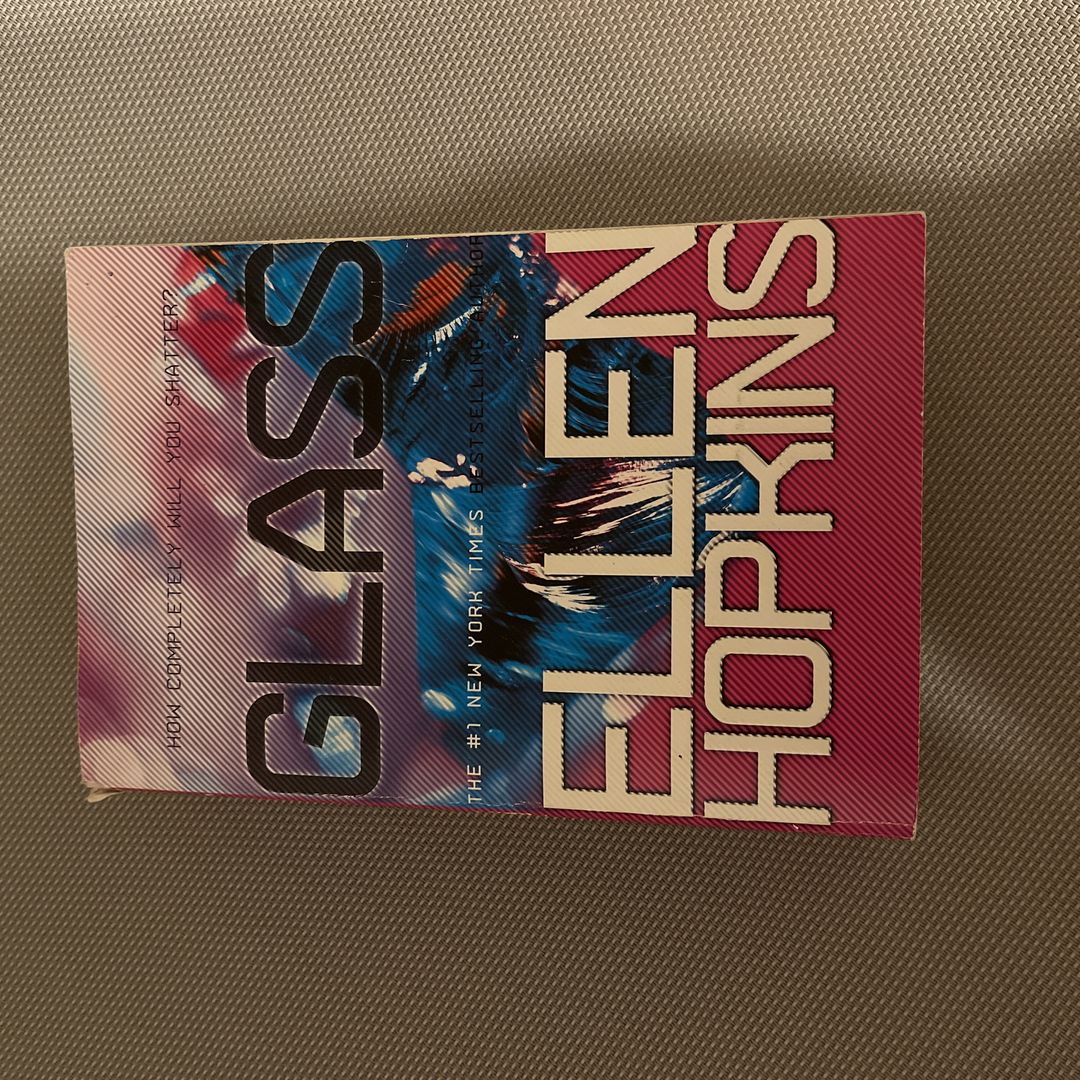 HOW COMPLETELY WILL YOU SHATTER?
GLASS
THE #1 NEW YORK TIMES BESTSELLING AUTHOR
ELLEN
HOPKINS